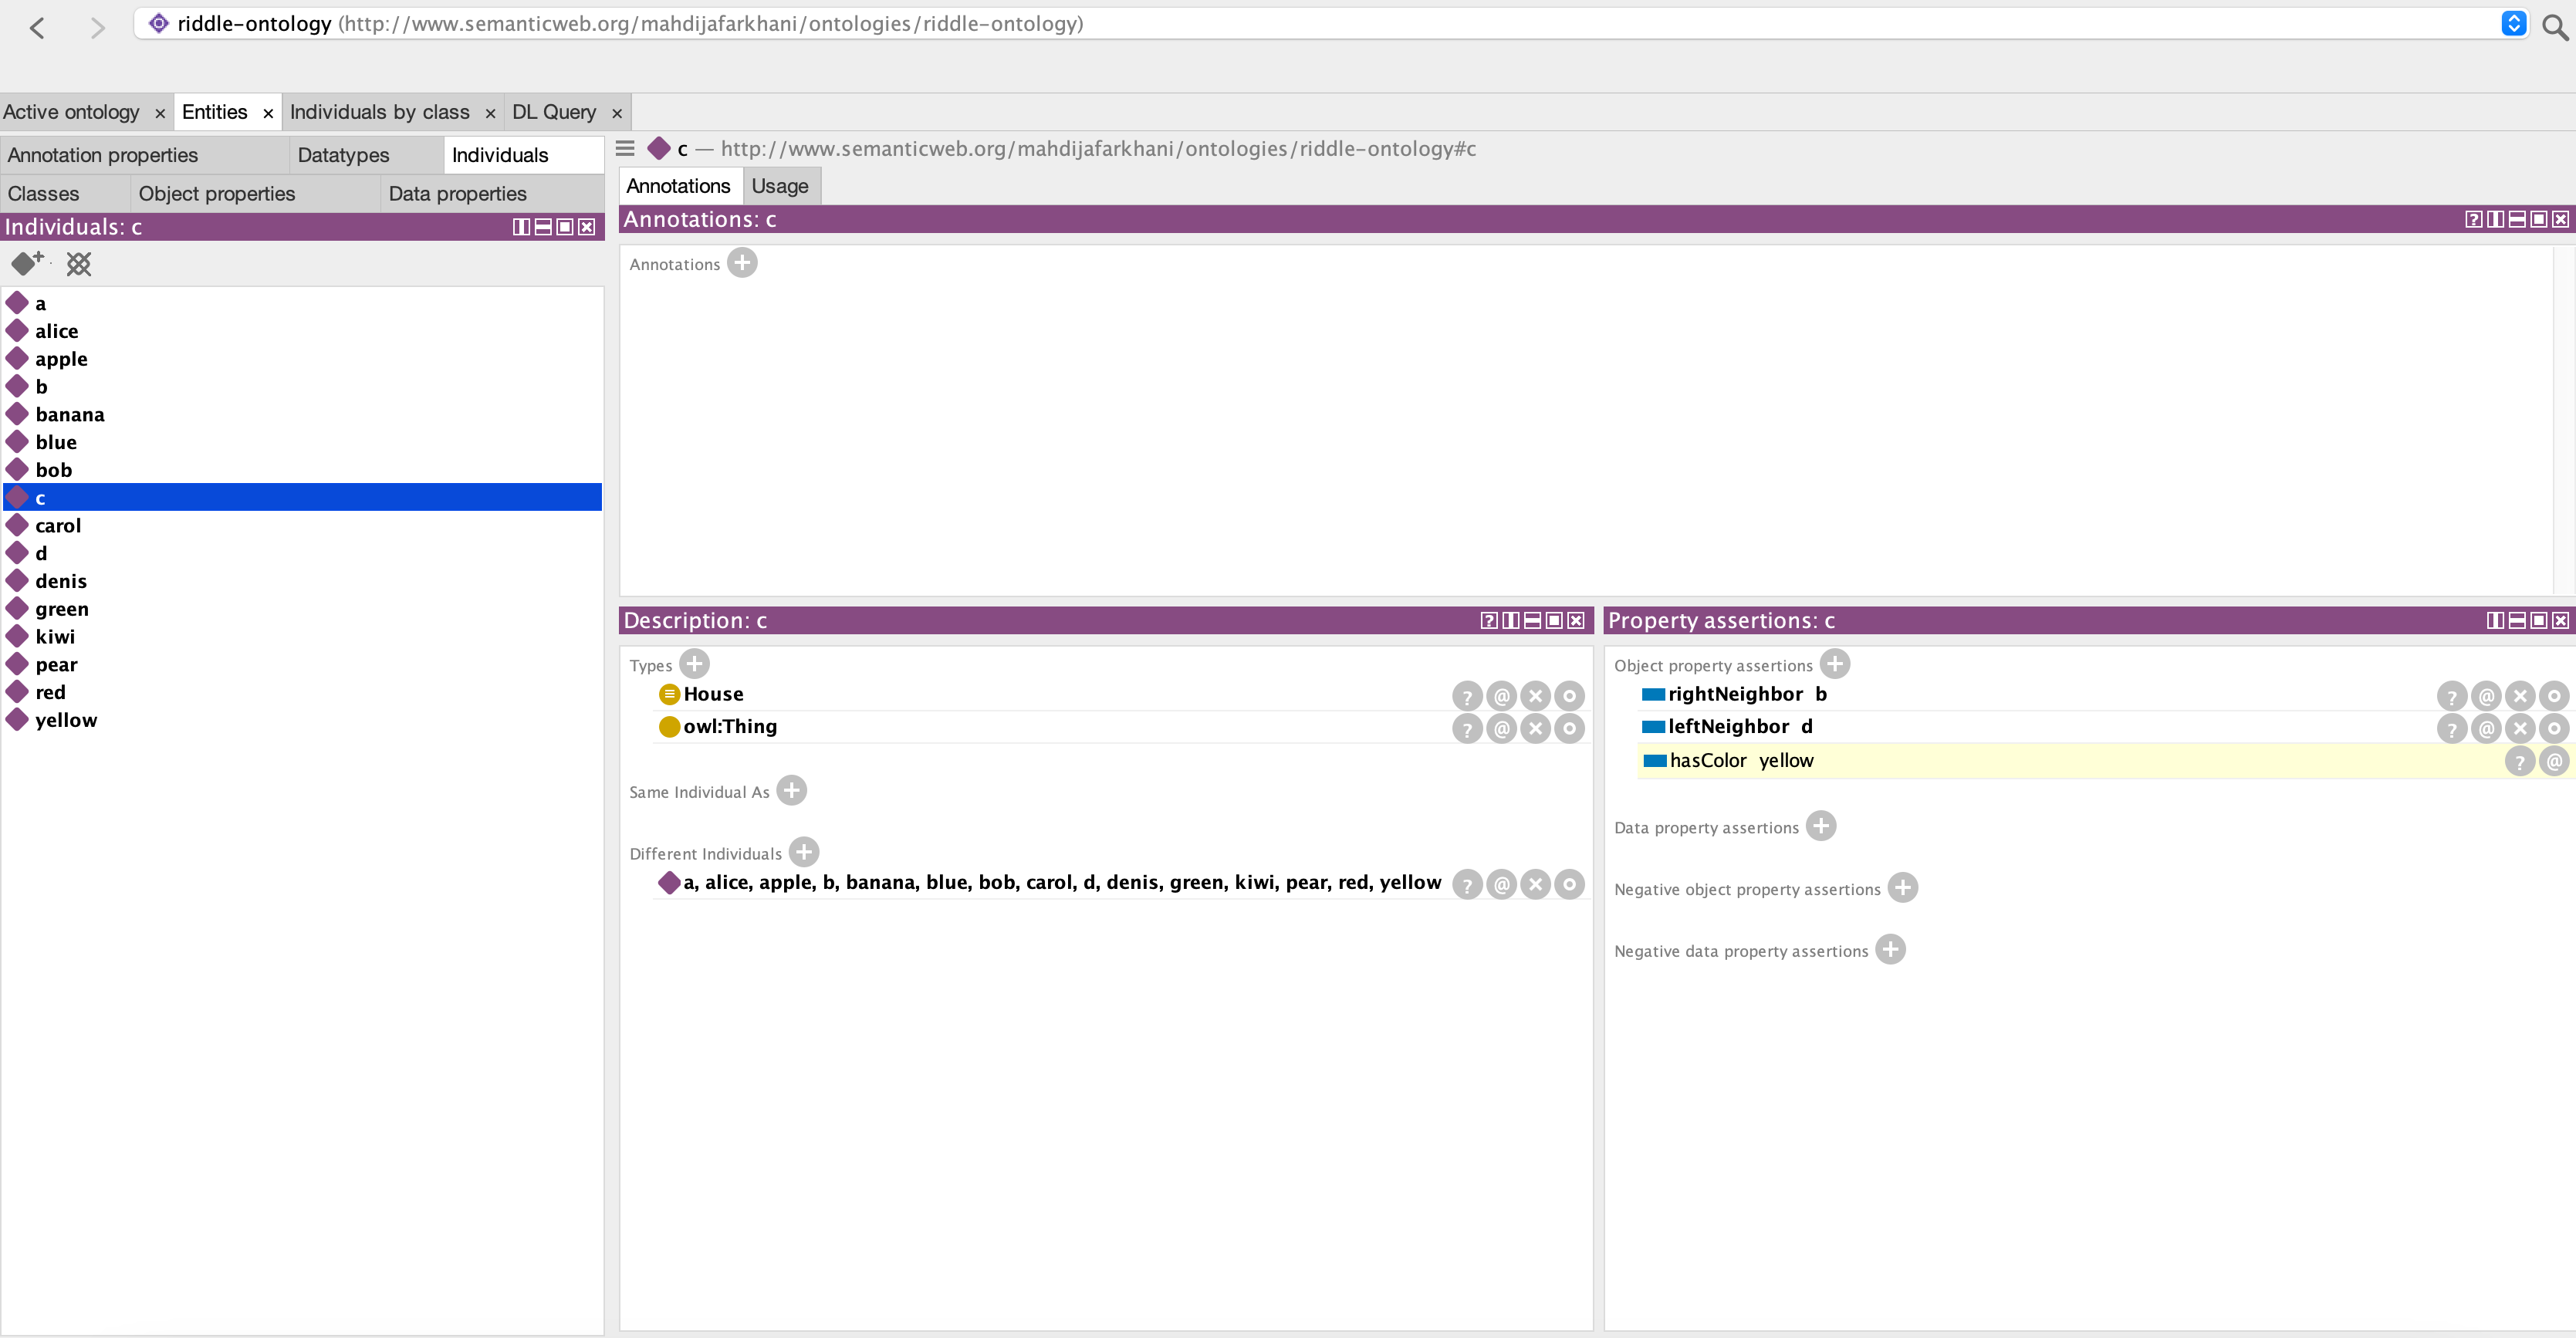 riddle-ontology (http://www.semanticweb.org/mahdijafarkhani/ontologies/riddle-ontology)
Active ontology × Entities × Individuals by class × DL Query ×
Annotation properties Datatypes Individuals
Classes Object properties Data properties
Individuals: c
a
alice
apple
b
banana
blue
bob
c
carol
d
denis
green
kiwi
pear
red
yellow
c — http://www.semanticweb.org/mahdijafarkhani/ontologies/riddle-ontology#c
Annotations Usage
Annotations: c
Annotations
Description: c
Types
House
owl:Thing
Same Individual As
Different Individuals
a, alice, apple, b, banana, blue, bob, carol, d, denis, green, kiwi, pear, red, yellow
Property assertions: c
Object property assertions
rightNeighbor b
leftNeighbor d
hasColor yellow
Data property assertions
Negative object property assertions
Negative data property assertions